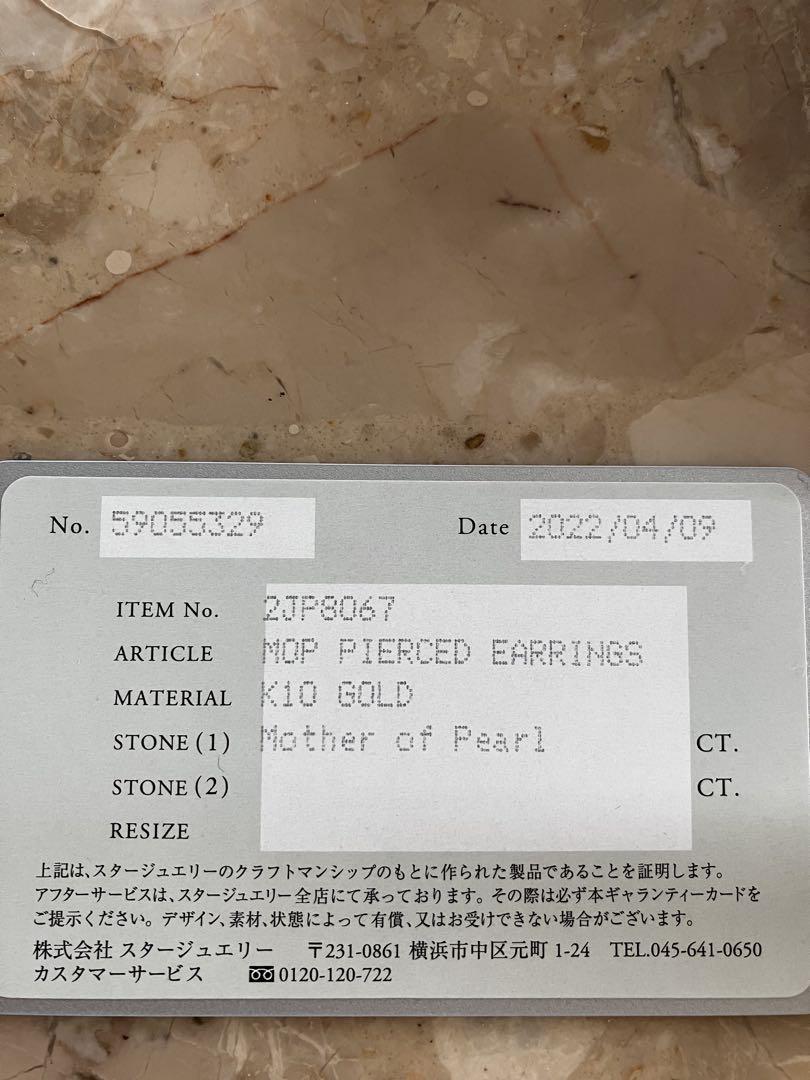 No. 59055329 Date 2022/04/09
ITEM No. 2JP8067
ARTICLE MOP PIERCED EARRINGS
MATERIAL K10 GOLD
STONE (1) Mother of Pearl CT.
STONE (2) CT.
RESIZE
上記は、スタージュエリーのクラフトマンシップのもとに作られた製品であることを証明します。
アフターサービスは、スタージュエリー全店にて承っております。その際は必ず本ギャランティーカードを
ご提示ください。デザイン、素材、状態によって有償、又はお受けできない場合がございます。
株式会社 スタージュエリー 〒231-0861 横浜市中区元町 1-24 TEL.045-641-0650
カスタマーサービス 0120-120-722